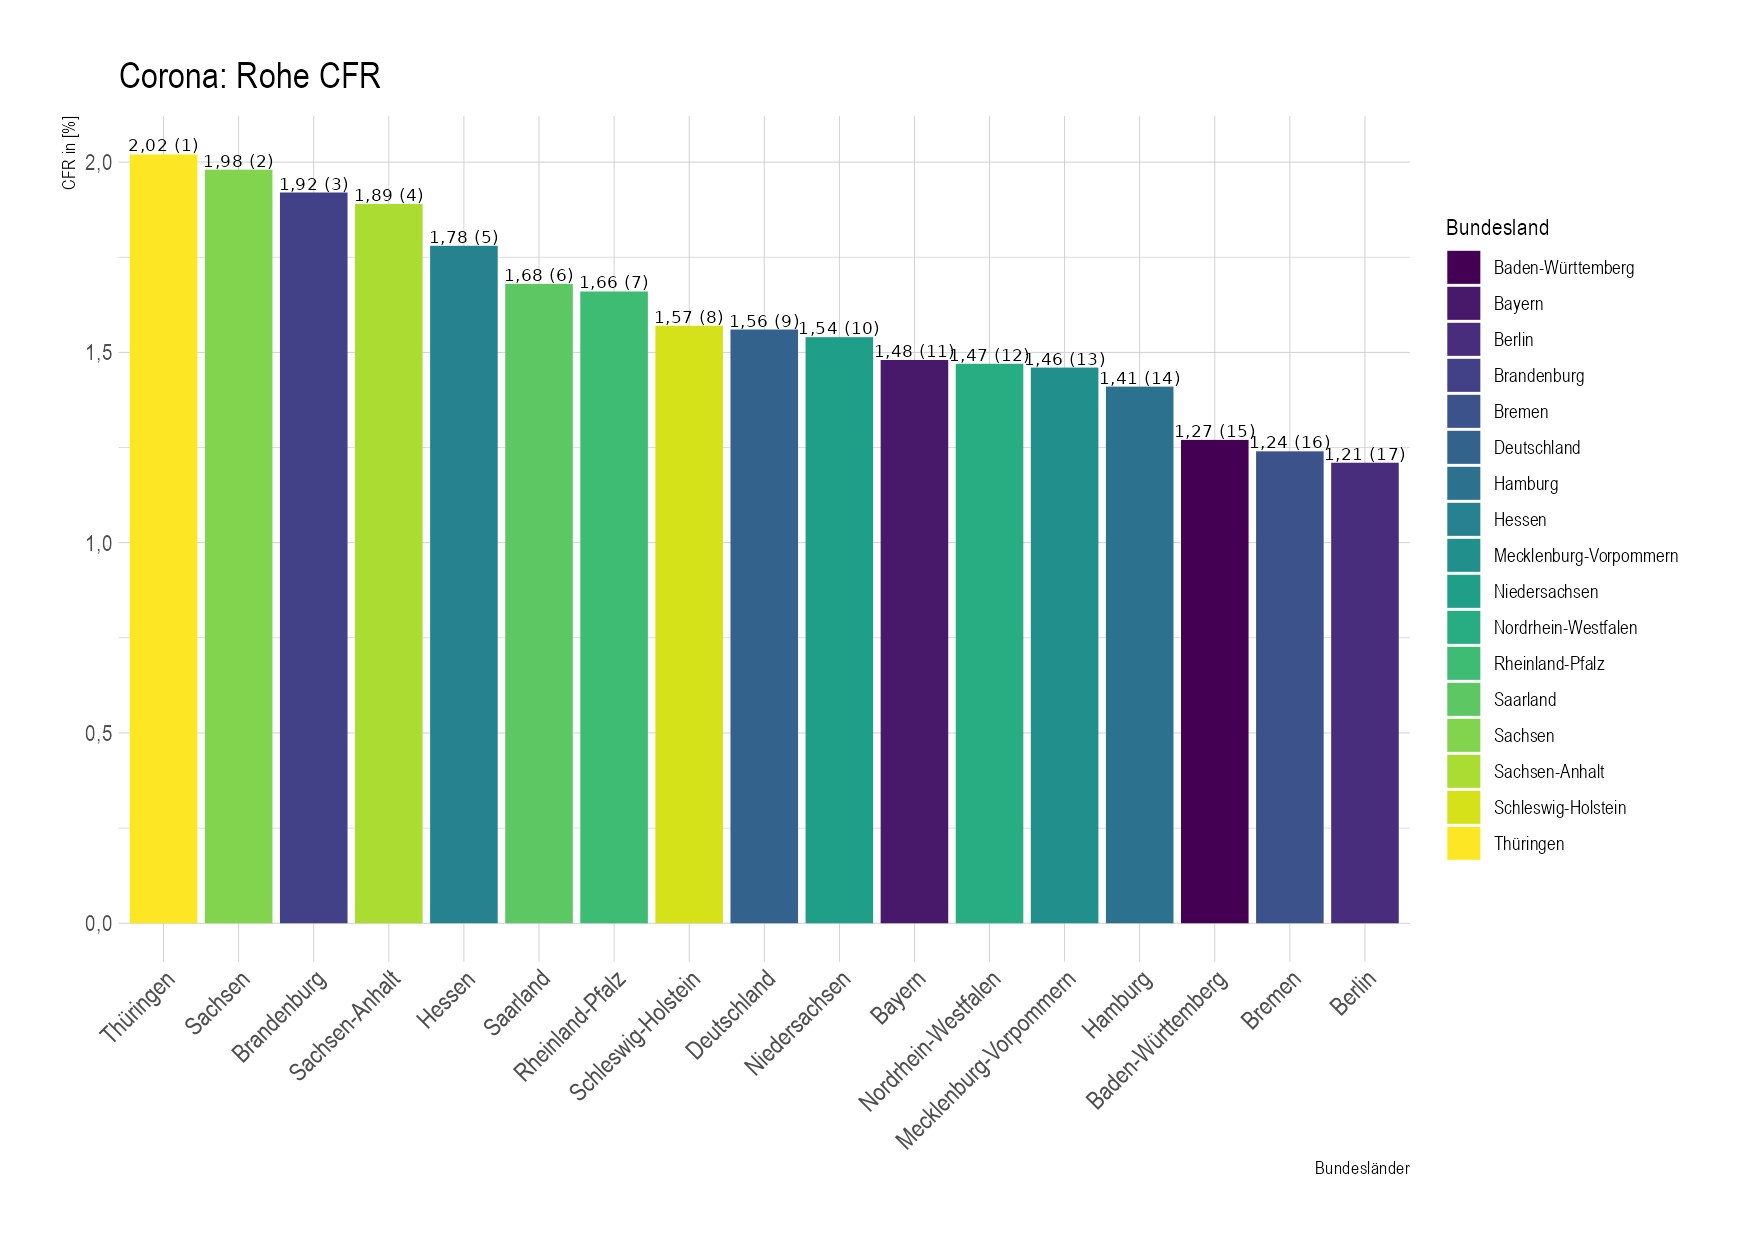 Corona: Rohe CFR
CFR in [%]
2,0
1,5
1,0
0,5
0,0
2,02 (1)
1,98 (2)
1,92 (3)
1,89 (4)
1,78 (5)
1,68 (6)
1,66 (7)
1,57 (8)
1,56 (9)
1,54 (10)
1,48 (11)
1,47 (12)
1,46 (13)
1,41 (14)
1,27 (15)
1,24 (16)
1,21 (17)
Thüringen
Sachsen
Brandenburg
Sachsen-Anhalt
Hessen
Saarland
Rheinland-Pfalz
Schleswig-Holstein
Deutschland
Niedersachsen
Bayern
Nordrhein-Westfalen
Mecklenburg-Vorpommern
Hamburg
Baden-Württemberg
Bremen
Berlin
Bundesländer
Bundesland
Baden-Württemberg
Bayern
Berlin
Brandenburg
Bremen
Deutschland
Hamburg
Hessen
Mecklenburg-Vorpommern
Niedersachsen
Nordrhein-Westfalen
Rheinland-Pfalz
Saarland
Sachsen
Sachsen-Anhalt
Schleswig-Holstein
Thüringen